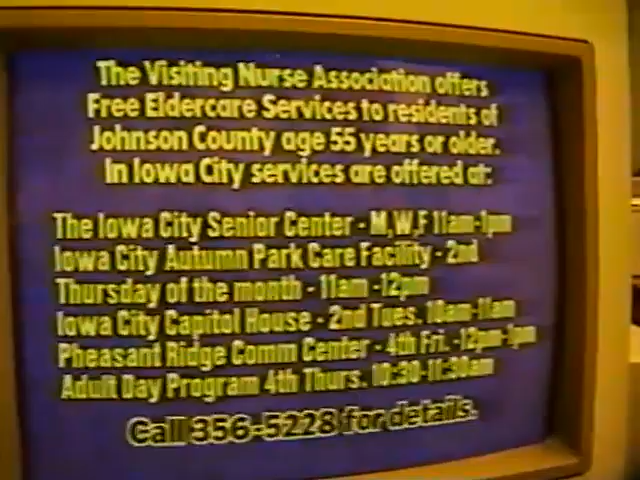 The Visiting Nurse Association offers
Free Eldercare Services to residents of
Johnson County age 55 years or older.
In Iowa City services are offered at:
The Iowa City Senior Center - M,W,F 11am-1pm
Iowa City Autumn Park Care Facility - 2nd
Thursday of the month - 11am -12pm
Iowa City Capitol House - 2nd Tues. 10am-11am
Pheasant Ridge Comm Center - 4th Fri. -12pm-1pm
Adult Day Program 4th Thurs. 10:30-11:30am
Call 356-5228 for details.